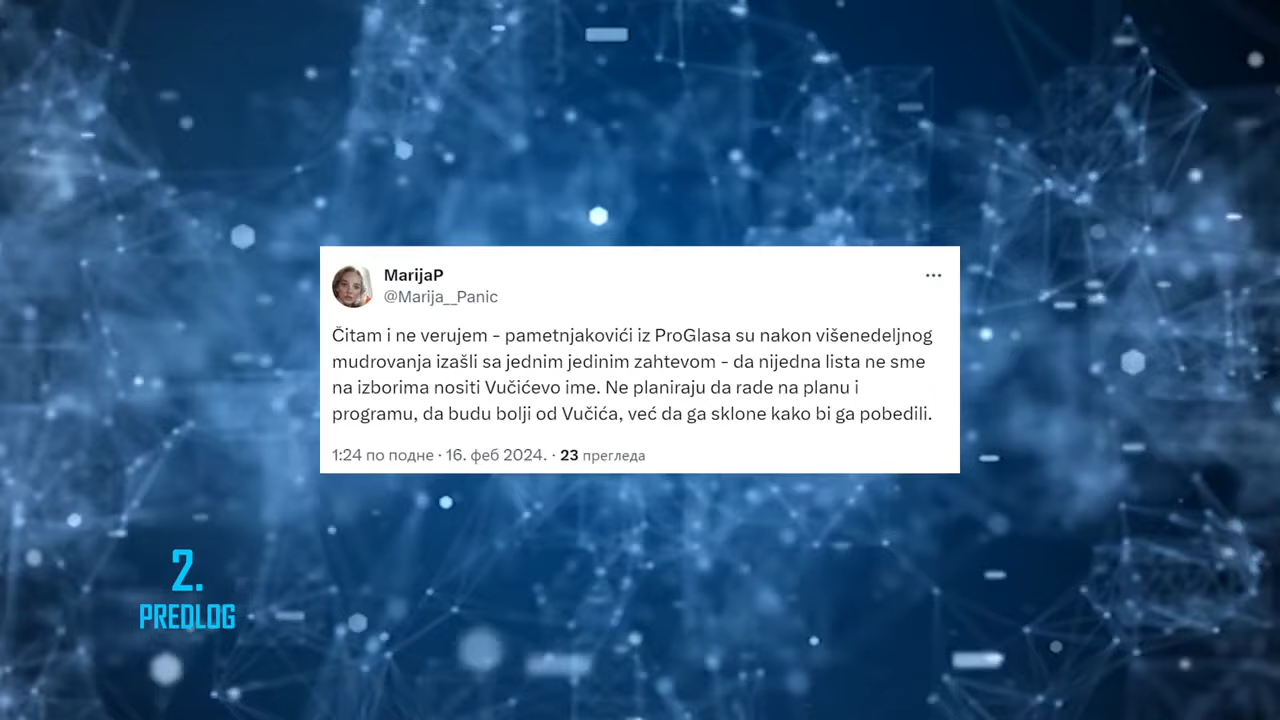 MarijaP
@Marija__Panic
Čitam i ne verujem - pametnjakovići iz ProGlasa su nakon višenedeljnog
mudrovanja izašli sa jednim jedinim zahtevom - da nijedna lista ne sme
na izborima nositi Vučićevo ime. Ne planiraju da rade na planu i
programu, da budu bolji od Vučića, već da ga sklone kako bi ga pobedili.
1:24 по подне · 16. феб 2024. · 23 прегледа
2.
PREDLOG